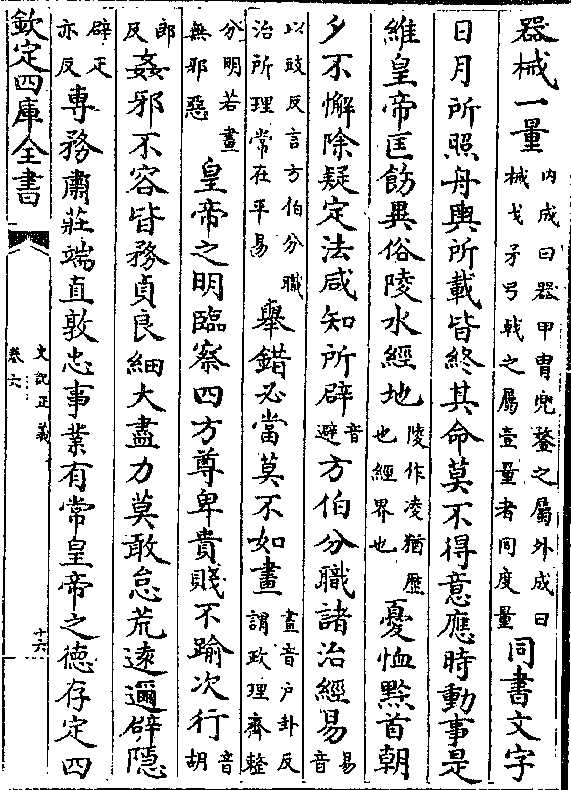 器械一量内成曰器甲胄兜鍪之屬外成曰械戈矛弓戟之屬壹量者同度量同書文字
日月所照舟輿所載皆終其命莫不得意應時動事是
維皇帝匡飭異俗陵水經地陵作凌猶歴也經界也憂恤黔首朝
夕不懈除疑定法咸知所辟音避方伯分職諸治經易易音
以豉反言方伯分職治所理常在平易舉錯必當莫不如畫畫音户卦反謂政理齊整
分明若畫無邪惡皇帝之明臨察四方尊卑貴賤不踰次行音胡
郎反姦邪不容皆務貞良細大盡力莫敢怠荒逺邇辟隱
辟疋亦反專務肅莊端直敦忠事業有常皇帝之德存定四
欽定四庫全書
史記正義
卷六
十六